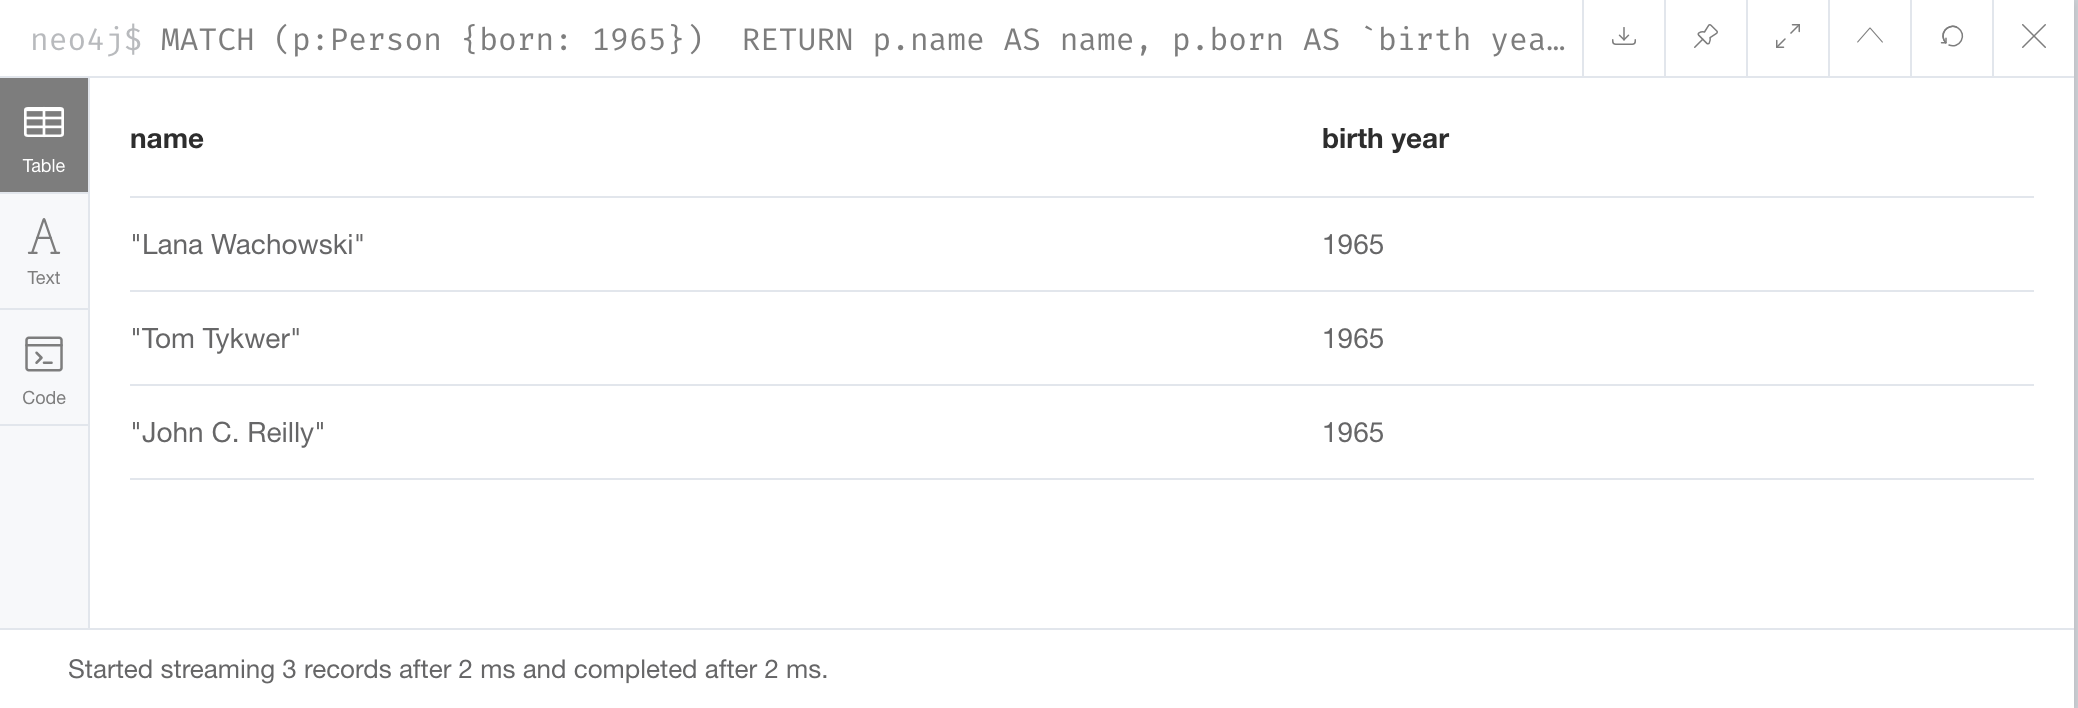 neo4j$ MATCH (p:Person {born: 1965})  RETURN p.name AS name, p.born AS `birth yea…
Table
Text
Code
name birth year
"Lana Wachowski" 1965
"Tom Tykwer" 1965
"John C. Reilly" 1965
Started streaming 3 records after 2 ms and completed after 2 ms.